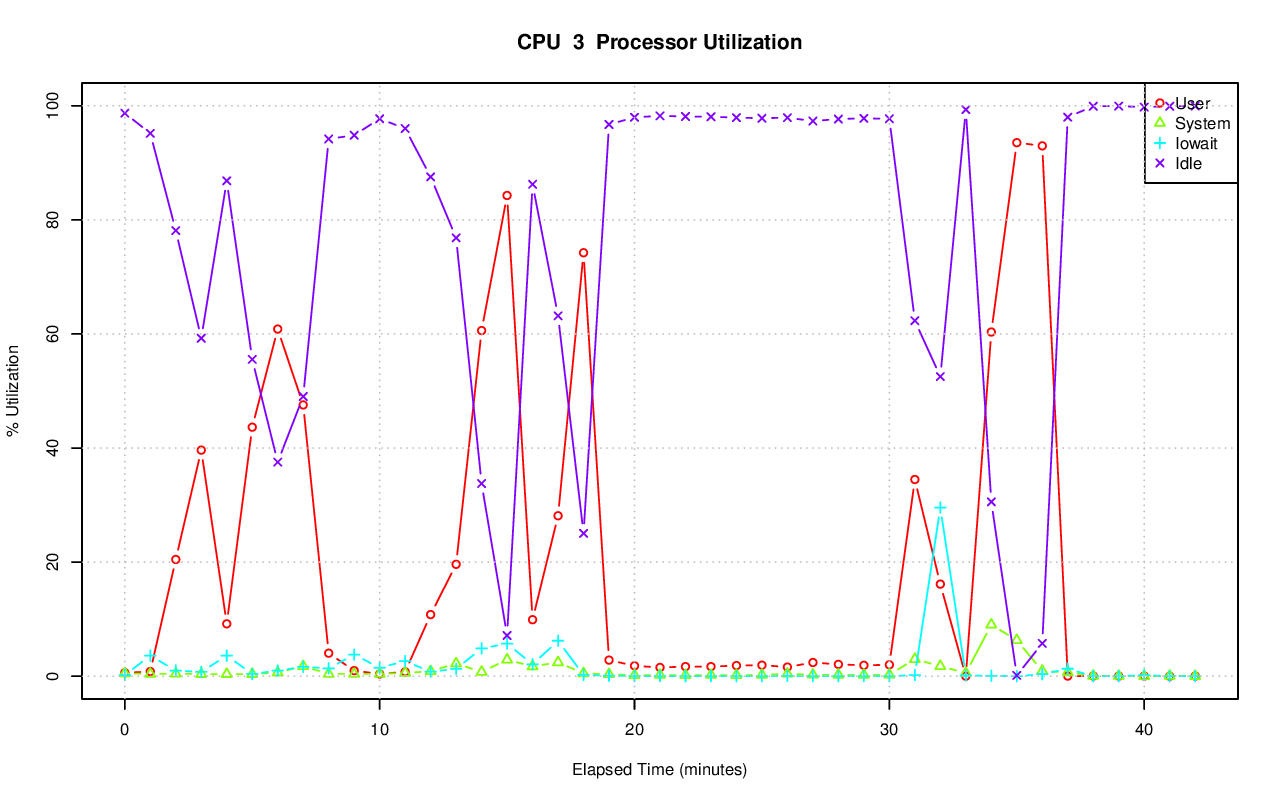 CPU  3  Processor Utilization
% Utilization
100
80
60
40
20
0
User
System
Iowait
Idle
0 10 20 30 40
Elapsed Time (minutes)